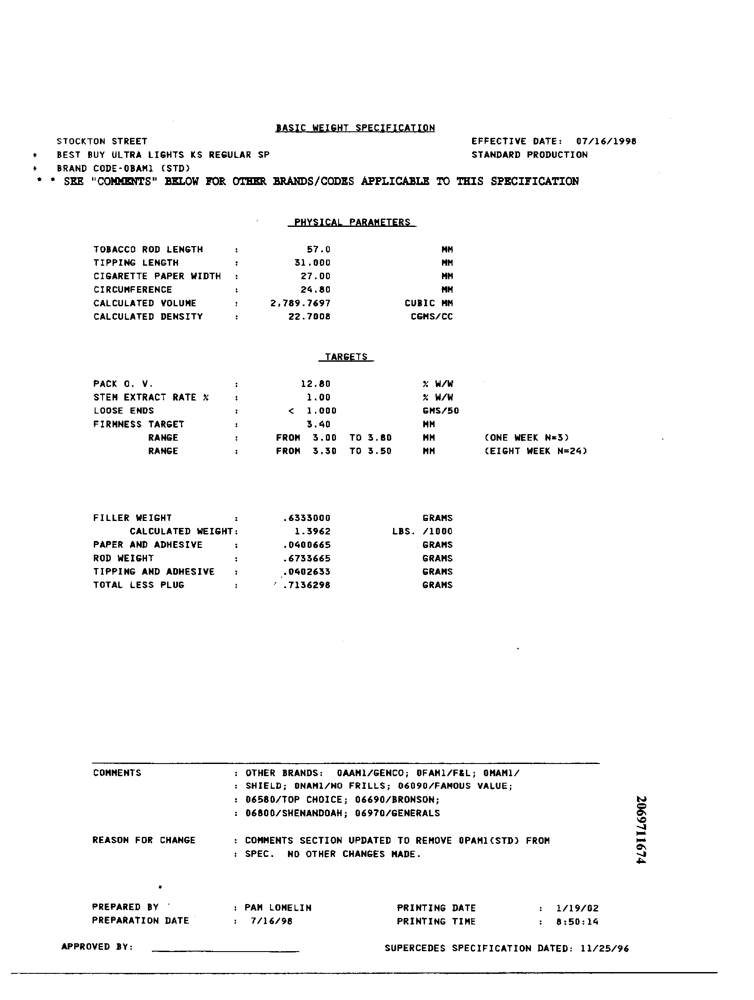 BASIC WEIGHT SPECIFICATION
STOCKTON STREET EFFECTIVE DATE: 07/16/1998
* BEST BUY ULTRA LIGHTS KS REGULAR SP STANDARD PRODUCTION
* BRAND CODE-0BAM1 (STD)
* * SEE "COMMENTS" BELOW FOR OTHER BRANDS/CODES APPLICABLE TO THIS SPECIFICATION
PHYSICAL PARAMETERS
TOBACCO ROD LENGTH : 57.0 MM
TIPPING LENGTH : 31.000 MM
CIGARETTE PAPER WIDTH : 27.00 MM
CIRCUMFERENCE : 24.80 MM
CALCULATED VOLUME : 2,789.7697 CUBIC MM
CALCULATED DENSITY : 22.7008 CGMS/CC
TARGETS
PACK O. V. : 12.80 % W/W
STEM EXTRACT RATE % : 1.00 % W/W
LOOSE ENDS : < 1.000 GMS/50
FIRMNESS TARGET : 3.40 MM
RANGE : FROM 3.00 TO 3.80 MM (ONE WEEK N=3)
RANGE : FROM 3.30 TO 3.50 MM (EIGHT WEEK N=24)
FILLER WEIGHT : .6333000 GRAMS
CALCULATED WEIGHT: 1.3962 LBS. /1000
PAPER AND ADHESIVE : .0400665 GRAMS
ROD WEIGHT : .6733665 GRAMS
TIPPING AND ADHESIVE : .0402633 GRAMS
TOTAL LESS PLUG : .7136298 GRAMS
COMMENTS : OTHER BRANDS: 0AAM1/GENCO; 0FAM1/F&L; 0MAM1/
: SHIELD; 0NAM1/NO FRILLS; 06090/FAMOUS VALUE;
: 06580/TOP CHOICE; 06690/BRONSON;
: 06800/SHENANDOAH; 06970/GENERALS
REASON FOR CHANGE : COMMENTS SECTION UPDATED TO REMOVE 0PAM1(STD) FROM
: SPEC. NO OTHER CHANGES MADE.
*
PREPARED BY : PAM LOMELIN PRINTING DATE : 1/19/02
PREPARATION DATE : 7/16/98 PRINTING TIME : 8:50:14
APPROVED BY: SUPERCEDES SPECIFICATION DATED: 11/25/96
2069711674